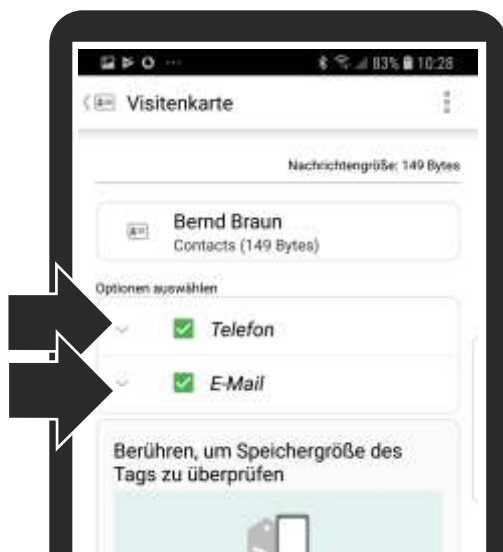 83% 10:28
Visitenkarte
Nachrichtengröße: 149 Bytes
Bernd Braun
Contacts (149 Bytes)
Optionen auswählen
Telefon
E-Mail
Berühren, um Speichergröße des
Tags zu überprüfen